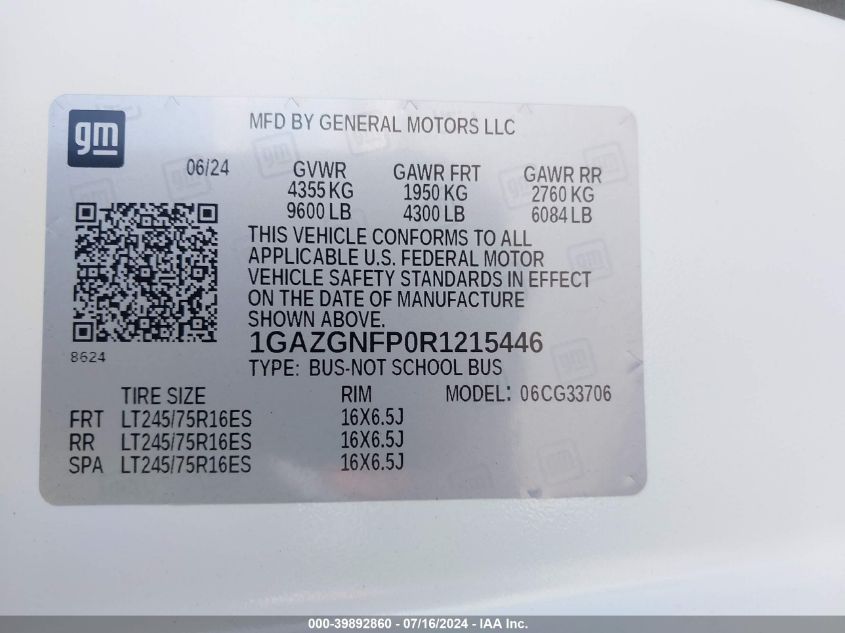 gm
MFD BY GENERAL MOTORS LLC
06/24 GVWR GAWR FRT GAWR RR
4355 KG 1950 KG 2760 KG
9600 LB 4300 LB 6084 LB
THIS VEHICLE CONFORMS TO ALL
APPLICABLE U.S. FEDERAL MOTOR
VEHICLE SAFETY STANDARDS IN EFFECT
ON THE DATE OF MANUFACTURE
SHOWN ABOVE.
8624
1GAZGNFP0R1215446
TYPE: BUS-NOT SCHOOL BUS
TIRE SIZE RIM MODEL: 06CG33706
FRT LT245/75R16ES 16X6.5J
RR LT245/75R16ES 16X6.5J
SPA LT245/75R16ES 16X6.5J
000-39892860 - 07/16/2024 - © IAA, Inc.